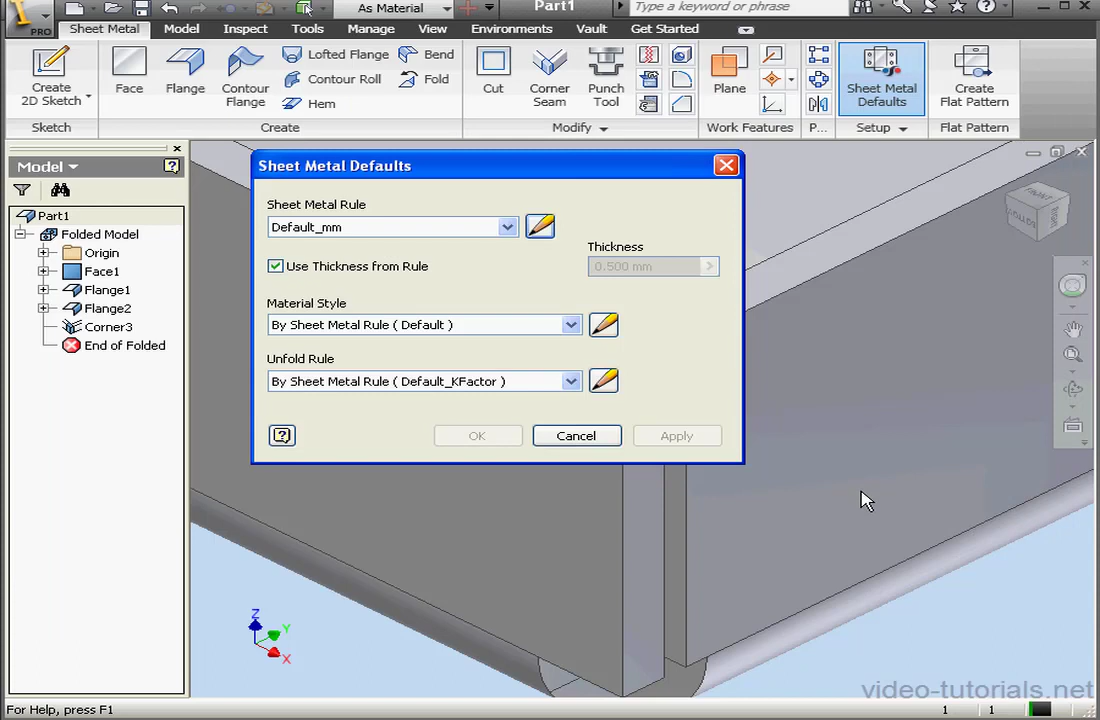 As Material
Part1
Type a keyword or phrase
PRO
Sheet Metal
Model
Inspect
Tools
Manage
View
Environments
Vault
Get Started
Create
2D Sketch
Face
Flange
Contour
Flange
Lofted Flange
Contour Roll
Hem
Bend
Fold
Cut
Corner
Seam
Punch
Tool
Plane
Sheet Metal
Defaults
Create
Flat Pattern
Sketch
Create
Modify
Work Features
P...
Setup
Flat Pattern
Model
Part1
Folded Model
Origin
Face1
Flange1
Flange2
Corner3
End of Folded
Sheet Metal Defaults
Sheet Metal Rule
Default_mm
Use Thickness from Rule
Thickness
0.500 mm
Material Style
By Sheet Metal Rule ( Default )
Unfold Rule
By Sheet Metal Rule ( Default_KFactor )
OK
Cancel
Apply
FRONT
Z
Y
X
video-tutorials.net
For Help, press F1
1
1